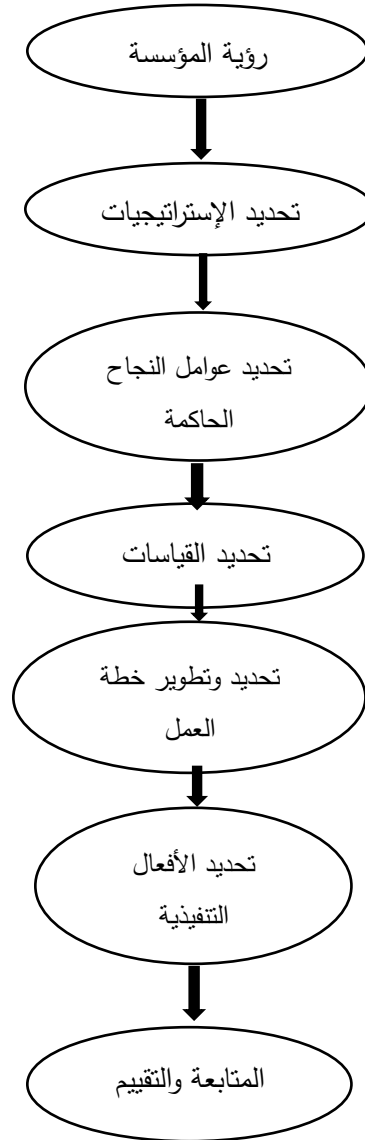 رؤية المؤسسة
تحديد الإستراتيجيات
تحديد عوامل النجاح
الحاكمة
تحديد القياسات
تحديد وتطوير خطة
العمل
تحديد الأفعال
التنفيذية
المتابعة والتقييم